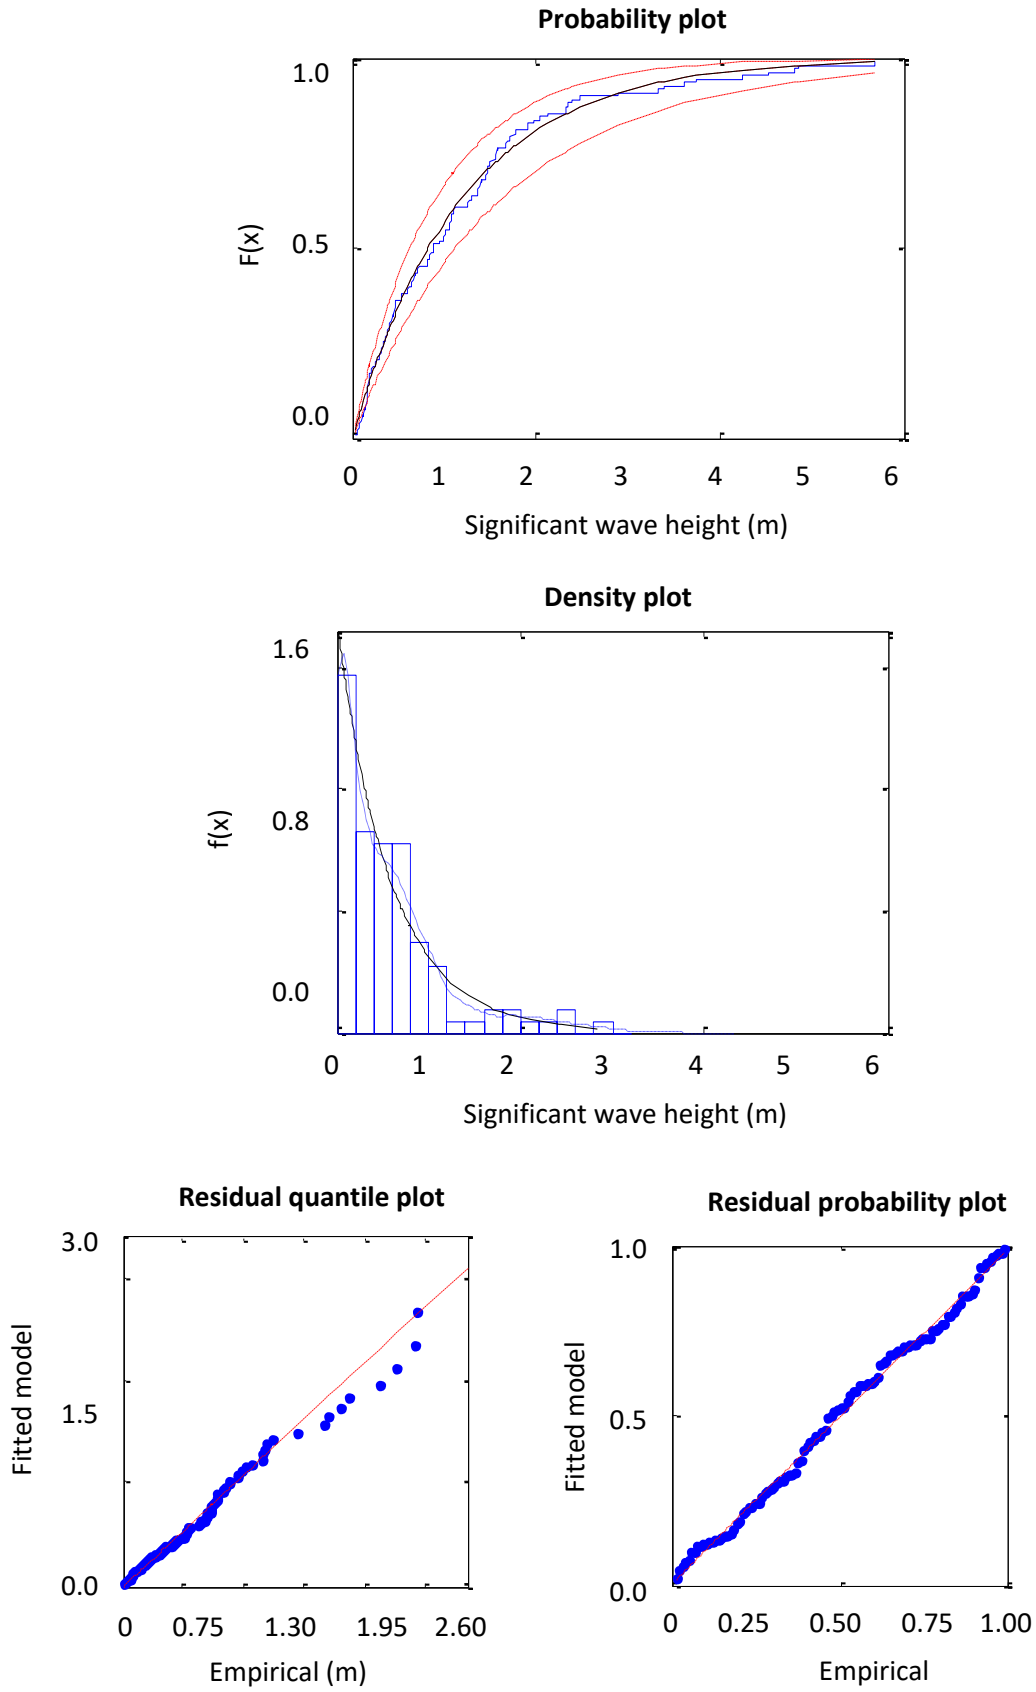 Probability plot
1.0
0.5
0.0
F(x)
0 1 2 3 4 5 6
Significant wave height (m)
Density plot
1.6
0.8
0.0
f(x)
0 1 2 3 4 5 6
Significant wave height (m)
Residual quantile plot
3.0
1.5
0.0
Fitted model
0 0.75 1.30 1.95 2.60
Empirical (m)
Residual probability plot
1.0
0.5
0.0
Fitted model
0 0.25 0.50 0.75 1.00
Empirical